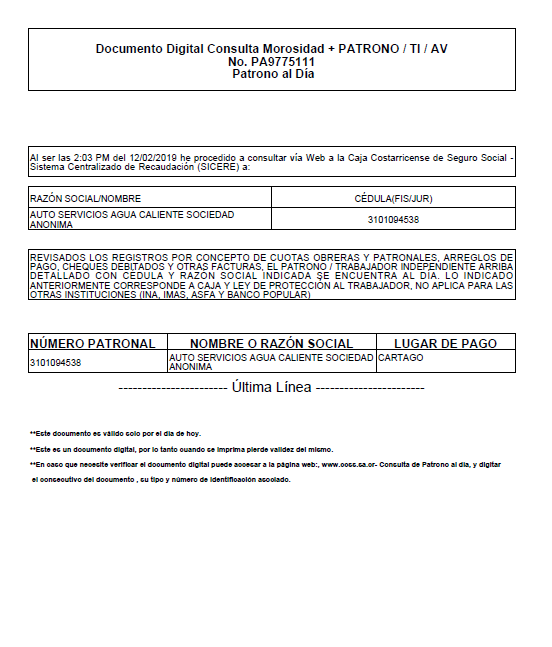 Documento Digital Consulta Morosidad + PATRONO / TI / AV
No. PA9775111
Patrono al Día
Al ser las 2:03 PM del 12/02/2019 he procedido a consultar vía Web a la Caja Costarricense de Seguro Social -
Sistema Centralizado de Recaudación (SICERE) a:
RAZÓN SOCIAL/NOMBRE CÉDULA(FIS/JUR)
AUTO SERVICIOS AGUA CALIENTE SOCIEDAD
ANONIMA 3101094538
REVISADOS LOS REGISTROS POR CONCEPTO DE CUOTAS OBRERAS Y PATRONALES, ARREGLOS DE
PAGO, CHEQUES DEBITADOS Y OTRAS FACTURAS, EL PATRONO / TRABAJADOR INDEPENDIENTE ARRIBA
DETALLADO CON CÉDULA Y RAZÓN SOCIAL INDICADA SE ENCUENTRA AL DÍA. LO INDICADO
ANTERIORMENTE CORRESPONDE A CAJA Y LEY DE PROTECCIÓN AL TRABAJADOR, NO APLICA PARA LAS
OTRAS INSTITUCIONES (INA, IMAS, ASFA Y BANCO POPULAR)
NÚMERO PATRONAL NOMBRE O RAZÓN SOCIAL LUGAR DE PAGO
3101094538 AUTO SERVICIOS AGUA CALIENTE SOCIEDAD ANONIMA CARTAGO
----------------------- Última Línea -----------------------
**Este documento es válido solo por el día de hoy.
**Este es un documento digital, por lo tanto cuando se imprima pierde validez del mismo.
**En caso que necesite verificar el documento digital puede accesar a la página web:, www.ccss.sa.cr- Consulta de Patrono al día, y digitar
el consecutivo del documento , su tipo y número de identificación asociado.